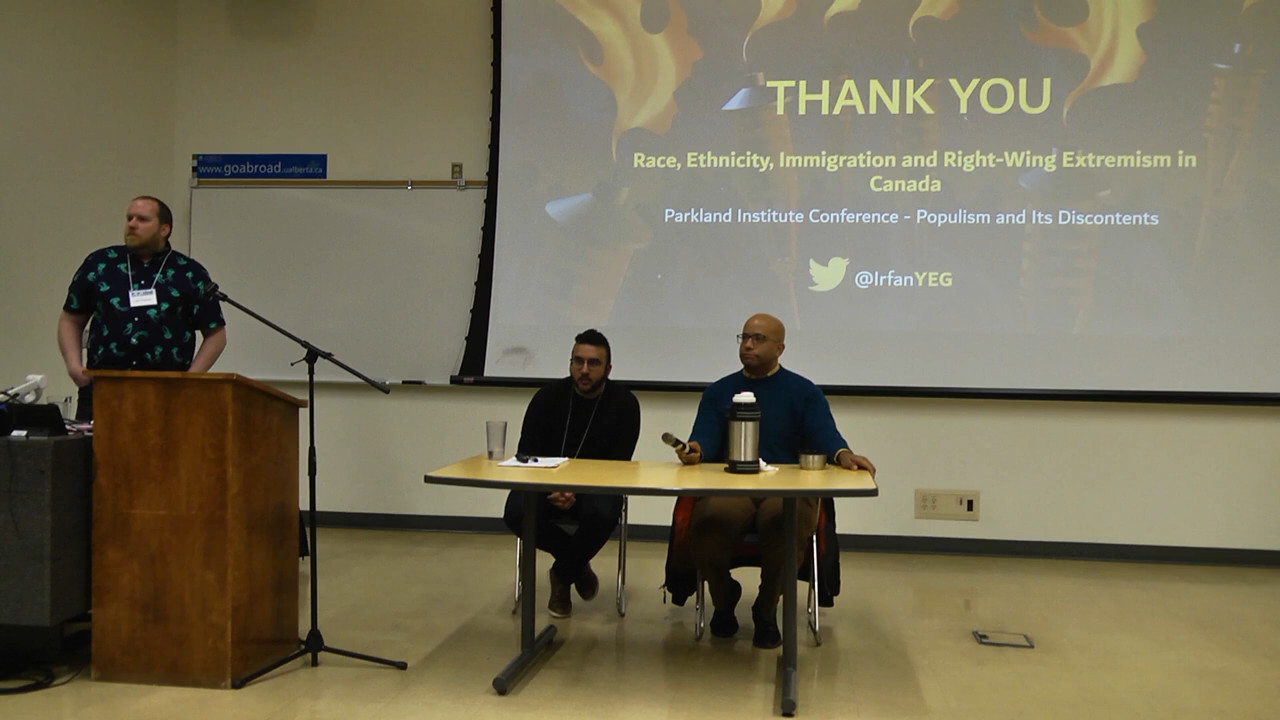 THANK YOU
Race, Ethnicity, Immigration and Right-Wing Extremism in
Canada
Parkland Institute Conference - Populism and Its Discontents
@IrfanYEG
www.goabroad.ualberta.ca